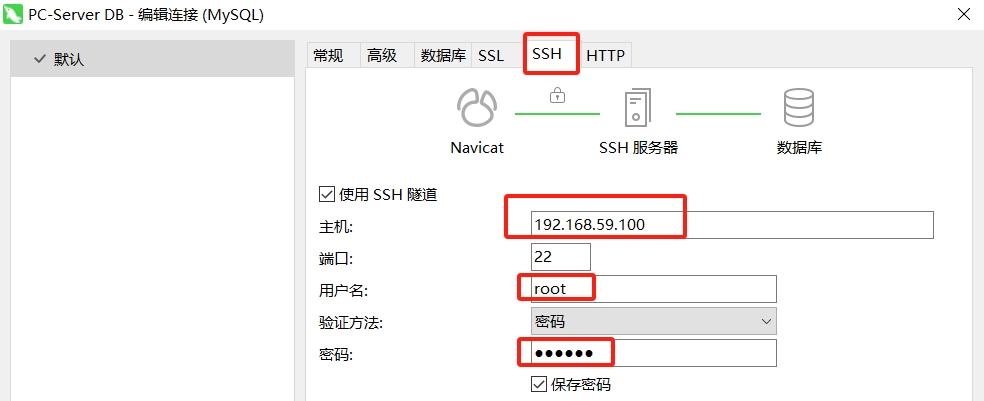 PC-Server DB - 编辑连接 (MySQL)
默认
常规 高级 数据库 SSL SSH HTTP
Navicat SSH 服务器 数据库
使用 SSH 隧道
主机: 192.168.59.100
端口: 22
用户名: root
验证方法: 密码
密码: ●●●●●●
保存密码